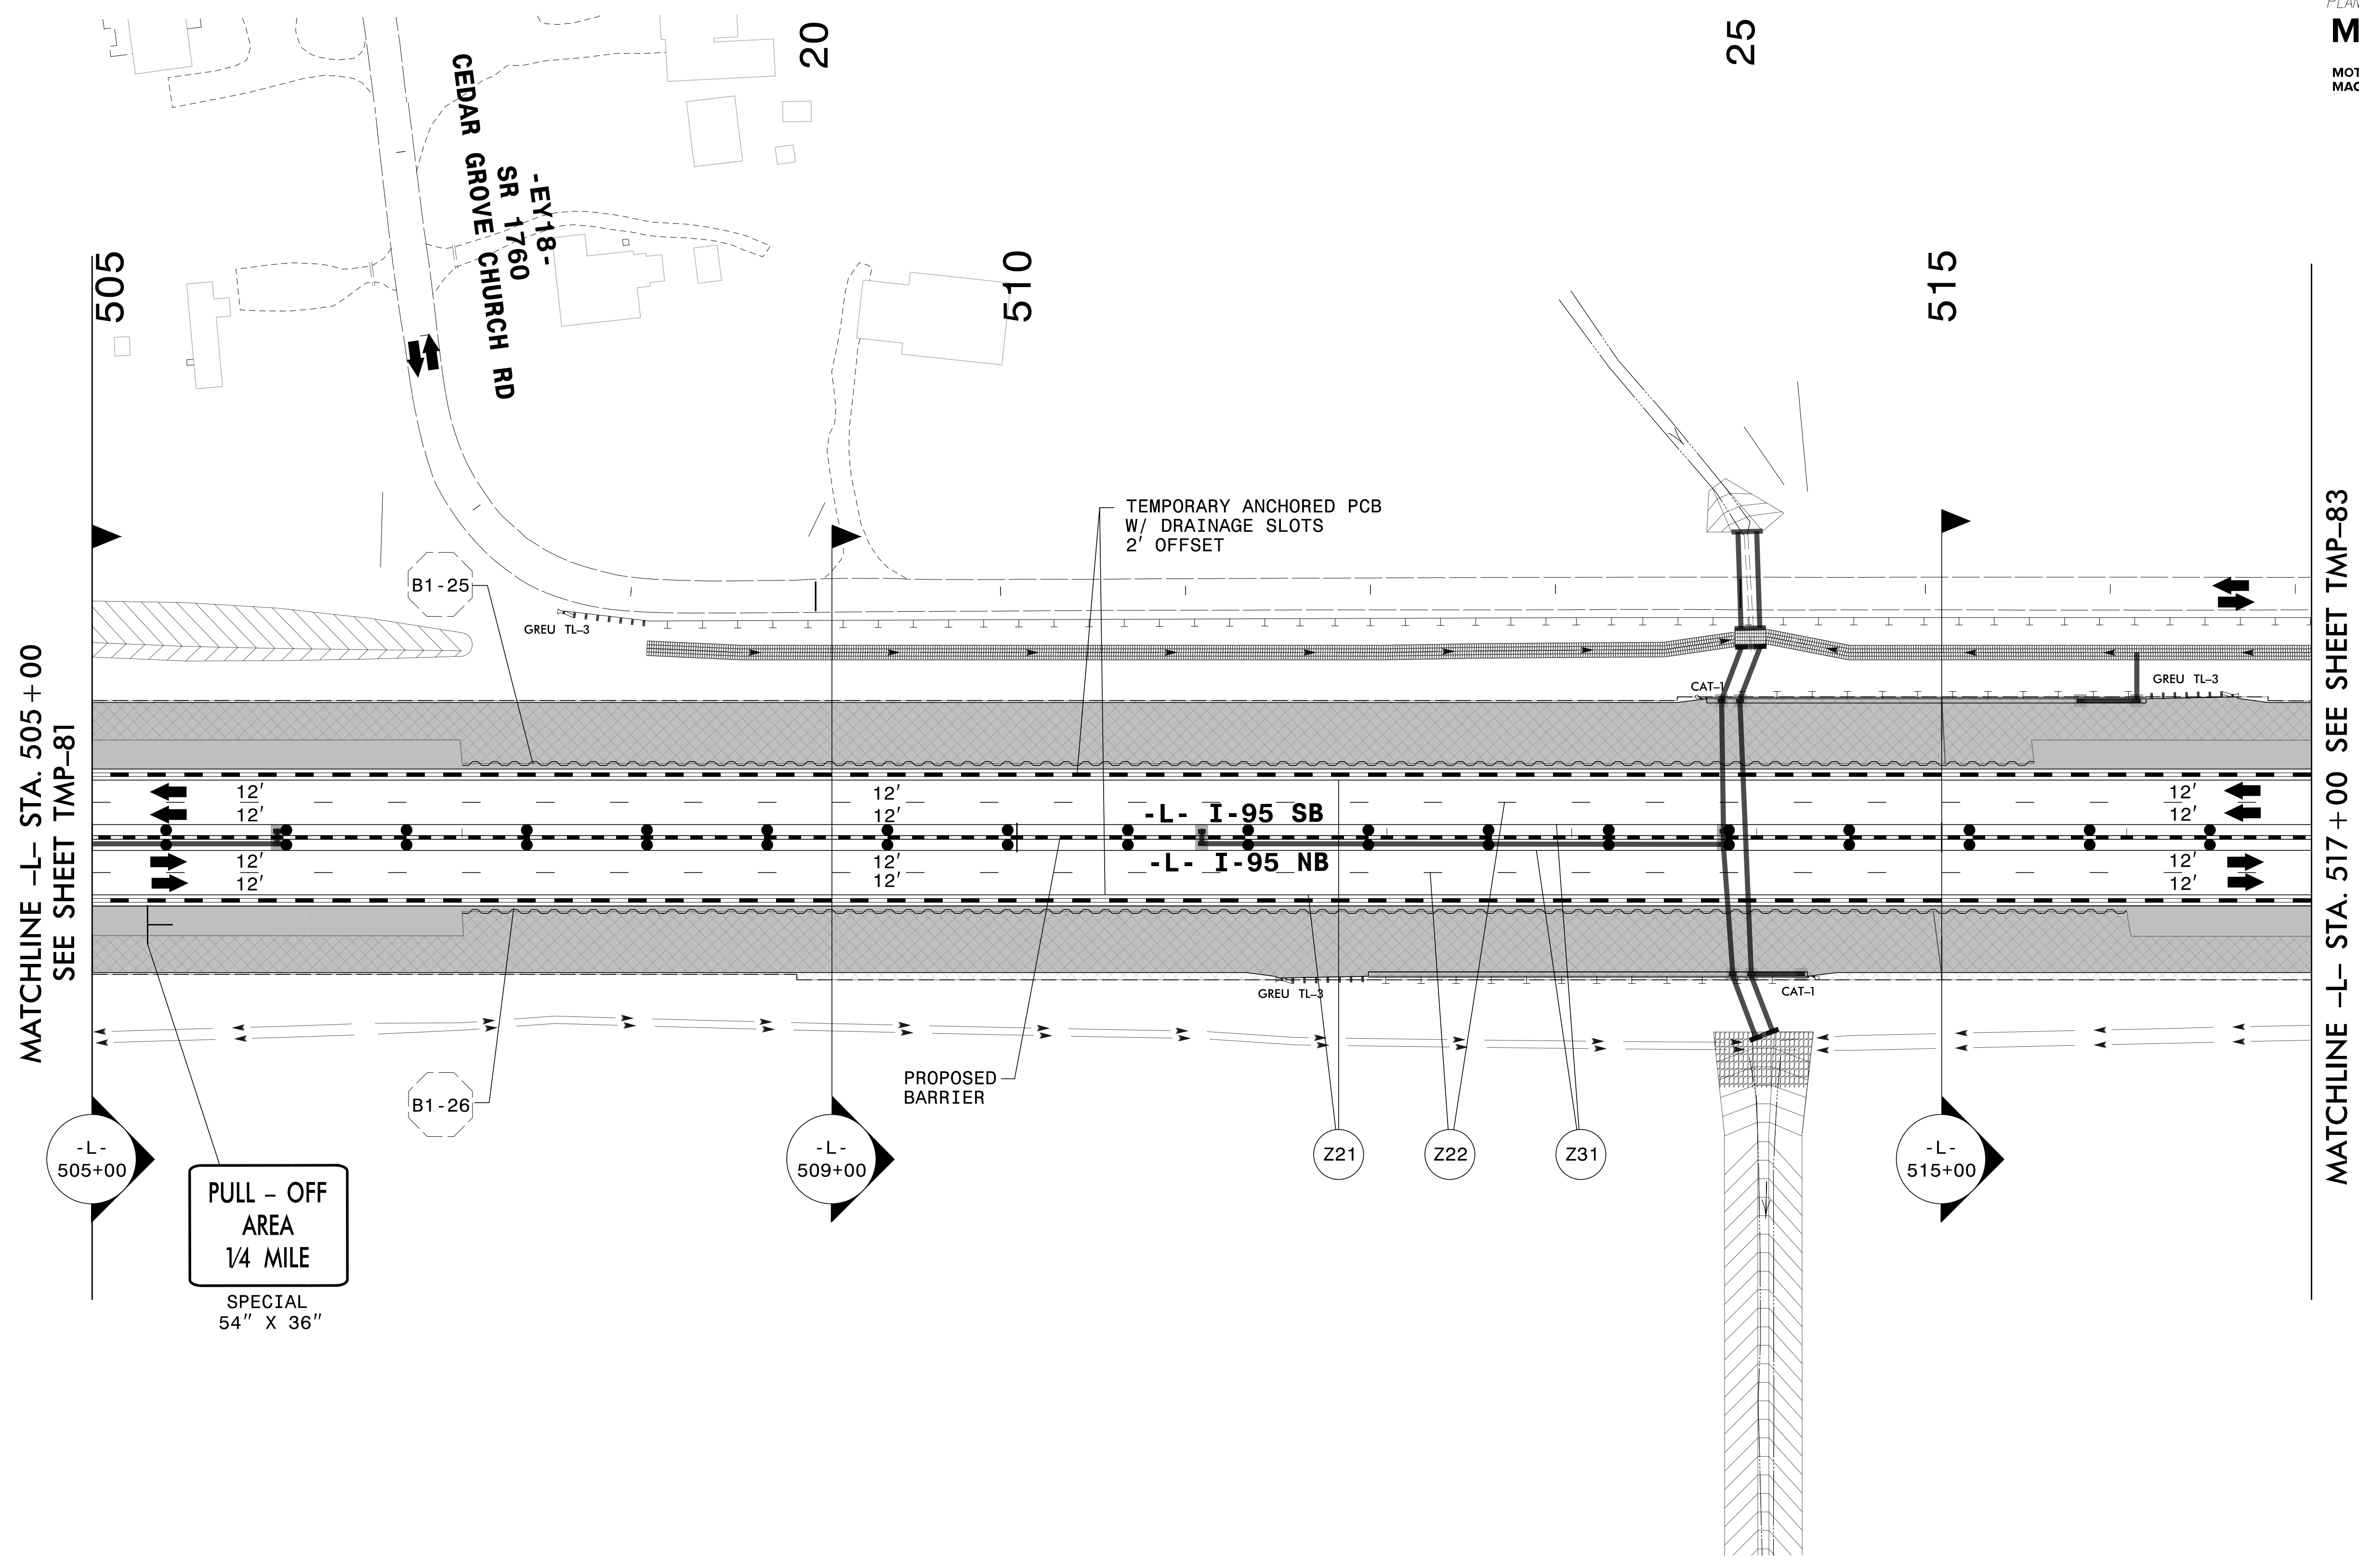 PLAN
M
MOT
MAC
20
25
CEDAR GROVE CHURCH RD
SR 1760
-EY18-
505
510
515
TEMPORARY ANCHORED PCB
W/ DRAINAGE SLOTS
2' OFFSET
B1-25
GREU TL-3
CAT-1
GREU TL-3
MATCHLINE -L- STA. 505+00
SEE SHEET TMP-81
MATCHLINE -L- STA. 517+00 SEE SHEET TMP-83
12'
12'
12'
12'
12'
12'
-L- I-95 SB
12'
12'
12'
12'
-L- I-95 NB
12'
12'
GREU TL-3
CAT-1
B1-26
PROPOSED
BARRIER
-L-
505+00
-L-
509+00
Z21
Z22
Z31
-L-
515+00
PULL - OFF
AREA
1/4 MILE
SPECIAL
54" X 36"